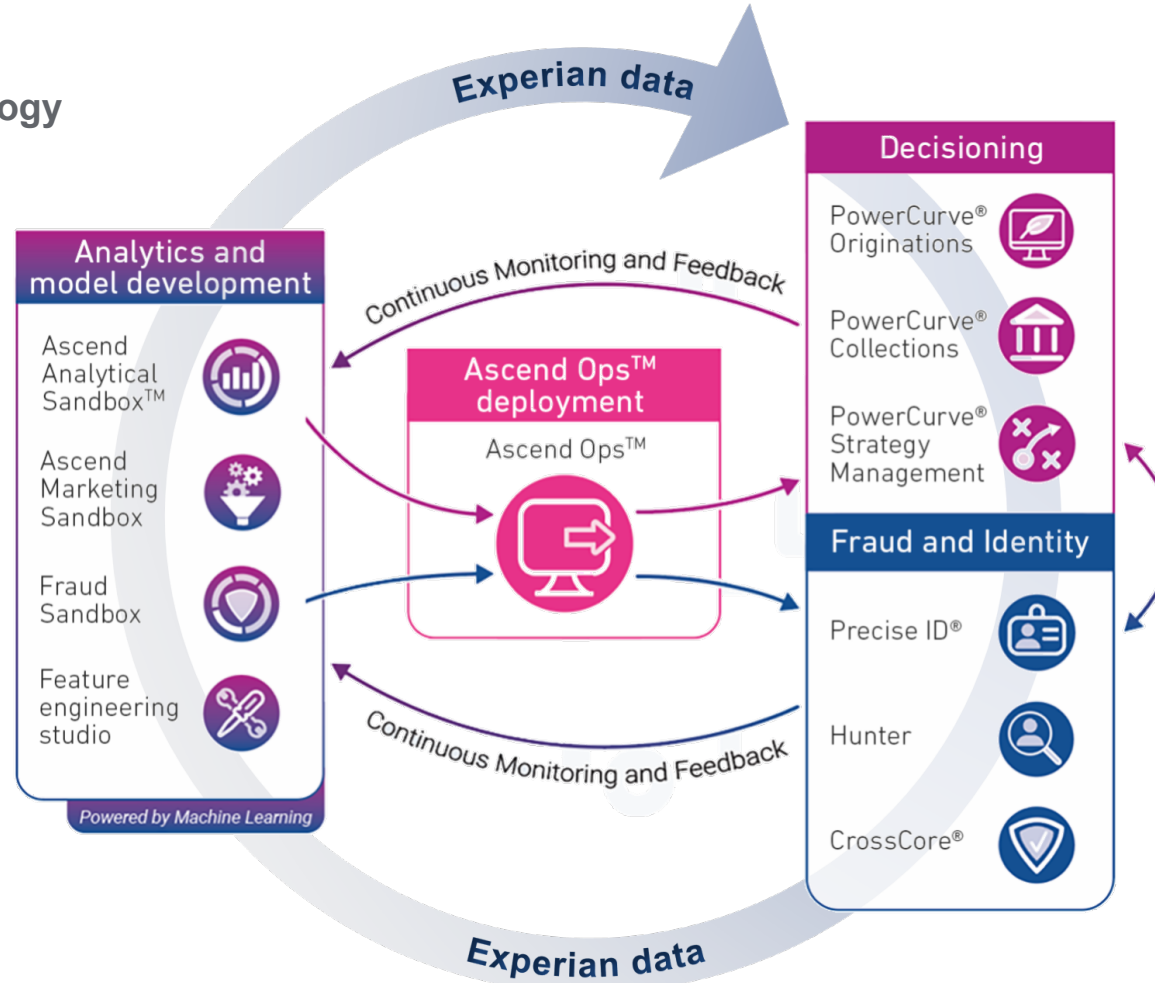 Experian data
ogy
Decisioning
PowerCurve®
Originations
PowerCurve®
Collections
PowerCurve®
Strategy
Management
Analytics and
model development
Ascend
Analytical
Sandbox™
Ascend
Marketing
Sandbox
Fraud
Sandbox
Feature
engineering
studio
Powered by Machine Learning
Continuous Monitoring and Feedback
Ascend Ops™
deployment
Ascend Ops™
Continuous Monitoring and Feedback
Fraud and Identity
Precise ID®
Hunter
CrossCore®
Experian data